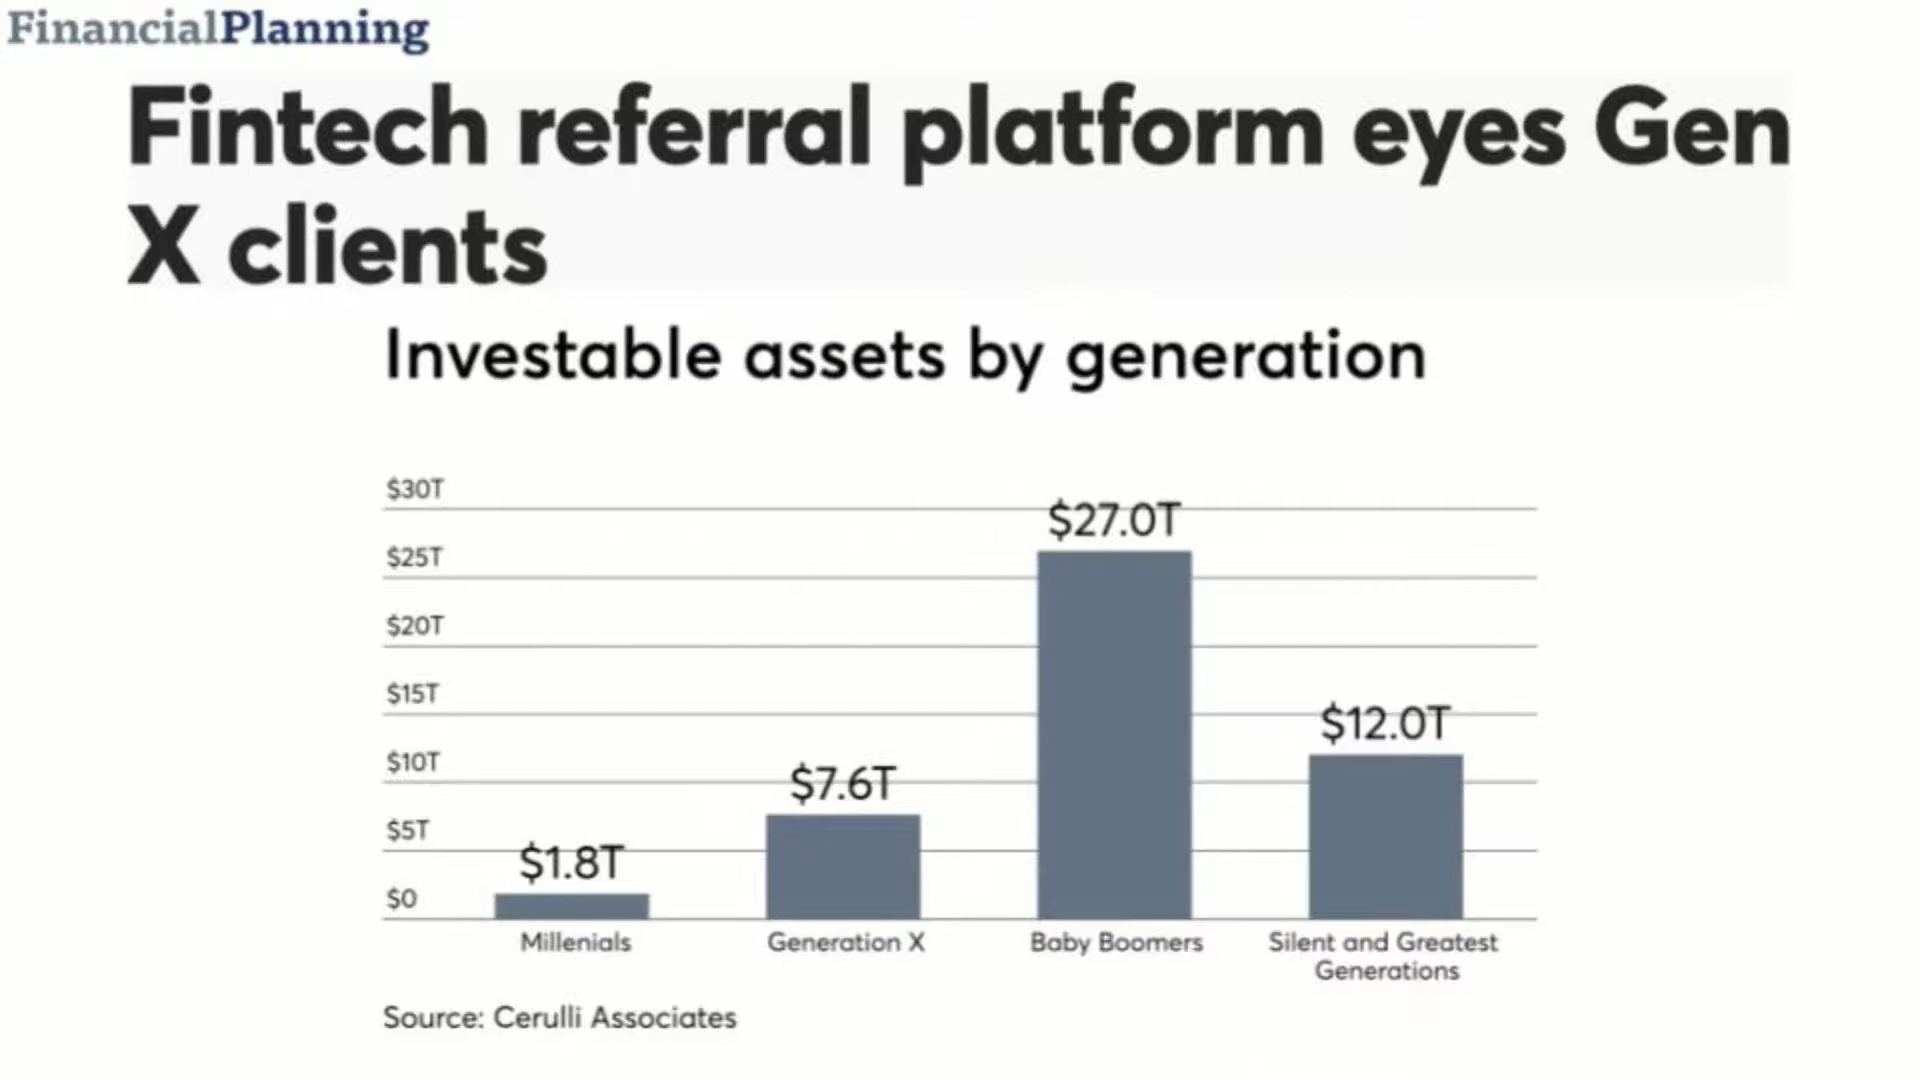 FinancialPlanning
Fintech referral platform eyes Gen
X clients
Investable assets by generation
$30T
$27.0T
$25T
$20T
$15T
$12.0T
$10T
$7.6T
$5T
$1.8T
$0
Millenials
Generation X
Baby Boomers
Silent and Greatest
Generations
Source: Cerulli Associates